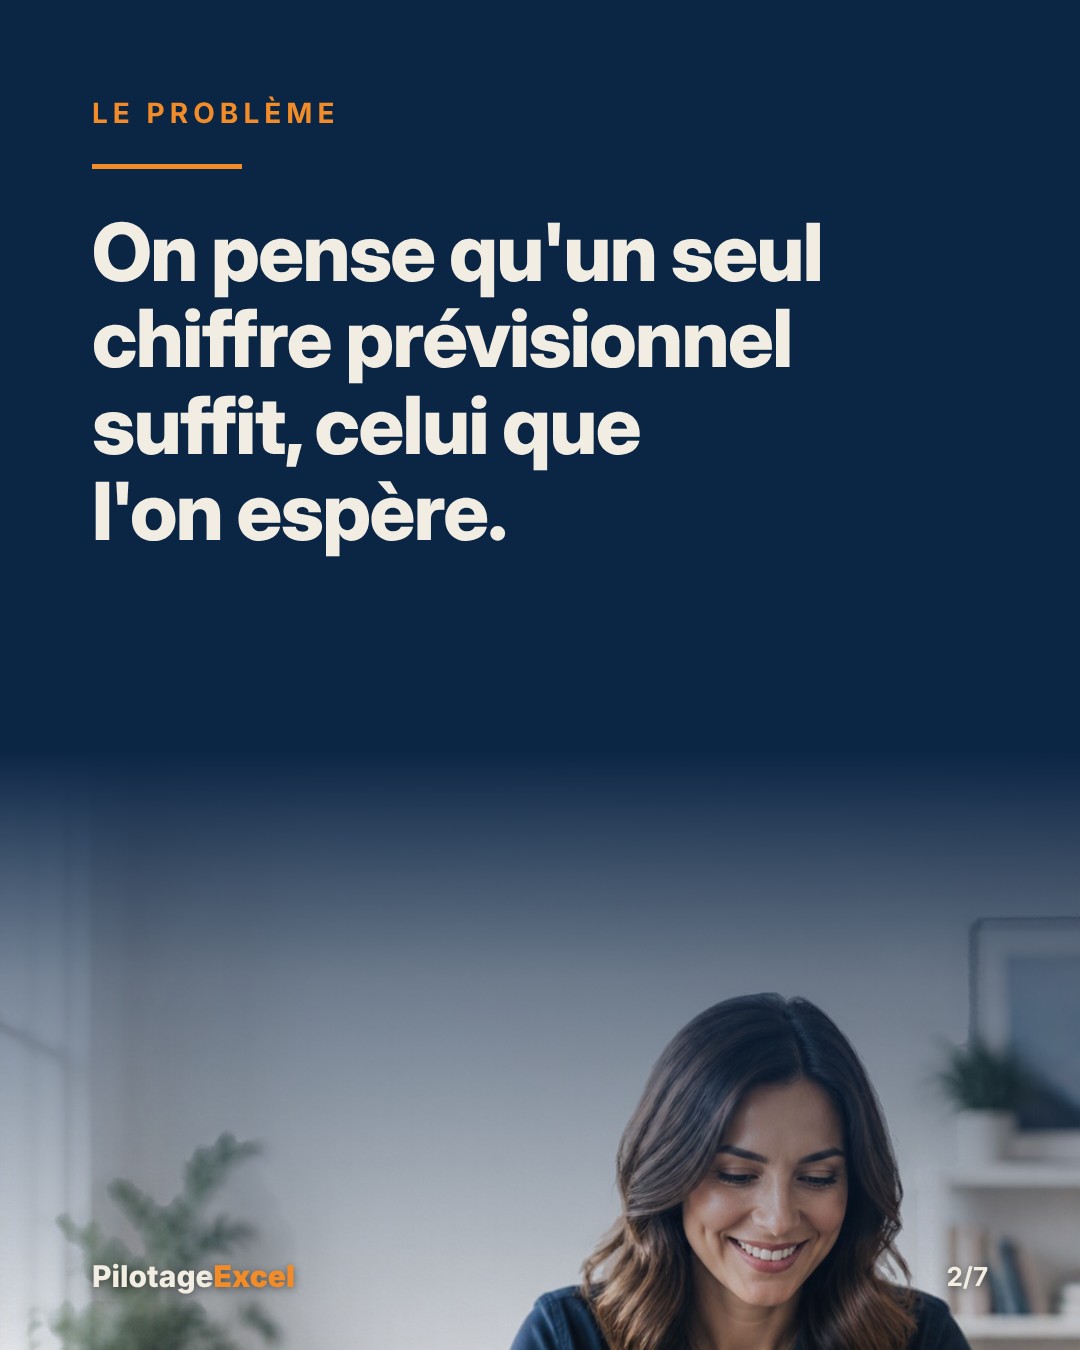 LE PROBLÈME
On pense qu'un seul
chiffre prévisionnel
suffit, celui que
l'on espère.
PilotageExcel
2/7